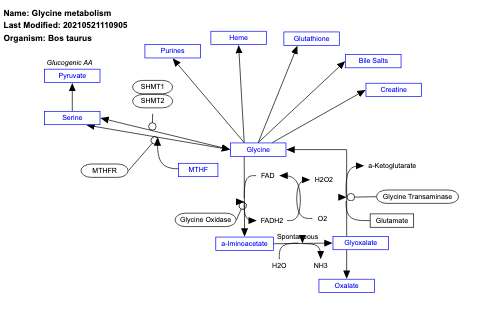 Name: Glycine metabolism
Last Modified: 20210521110905
Organism: Bos taurus
Heme
Glutathione
Purines
Bile Salts
Glucogenic AA
Pyruvate
SHMT1
SHMT2
Creatine
Serine
Glycine
MTHFR
MTHF
a-Ketoglutarate
FAD
H2O2
Glycine Transaminase
Glycine Oxidase
FADH2
O2
Glutamate
a-Iminoacetate
Spontaneous
Glyoxalate
H2O
NH3
Oxalate